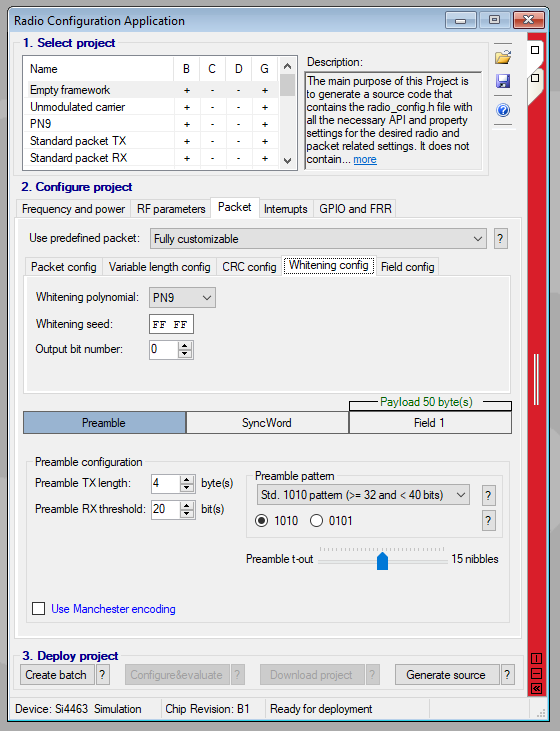 Radio Configuration Application
1. Select project
Name B C D G
Empty framework + - - +
Unmodulated carrier + - - +
PN9 + - - +
Standard packet TX + - - +
Standard packet RX + - - +
Description:
The main purpose of this Project is
to generate a source code that
contains the radio_config.h file with
all the necessary API and property
settings for the desired radio and
packet related settings. It does not
contain... more
2. Configure project
Frequency and power RF parameters Packet Interrupts GPIO and FRR
Use predefined packet: Fully customizable ?
Packet config Variable length config CRC config Whitening config Field config
Whitening polynomial: PN9
Whitening seed: FF FF
Output bit number: 0
Payload 50 byte(s)
Preamble SyncWord Field 1
Preamble configuration
Preamble TX length: 4 byte(s)
Preamble RX threshold: 20 bit(s)
Preamble pattern
Std. 1010 pattern (>= 32 and < 40 bits) ?
1010 0101 ?
Preamble t-out 15 nibbles
Use Manchester encoding
3. Deploy project
Create batch ? Configure&evaluate ? Download project ? Generate source ?
Device: Si4463 Simulation Chip Revision: B1 Ready for deployment